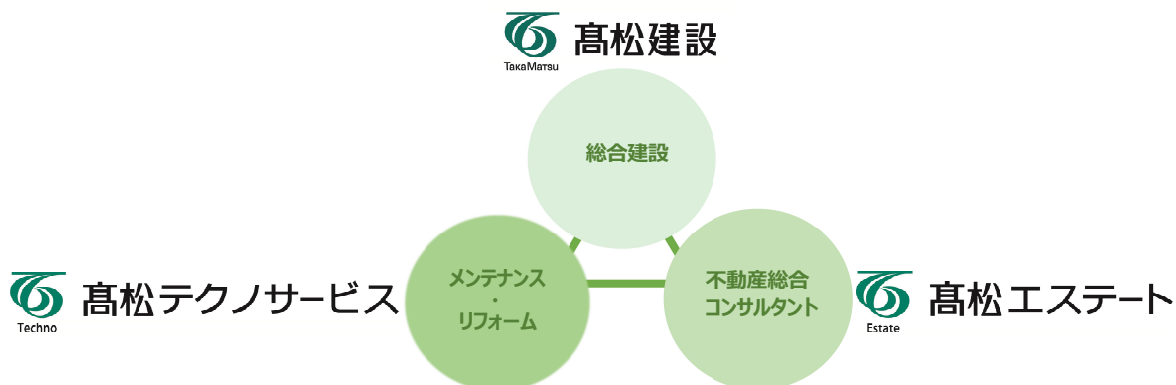 髙松建設
TAKAMATSU
総合建設
メンテナンス
・
リフォーム
不動産総合
コンサルタント
髙松テクノサービス
Techno
髙松エステート
Estate